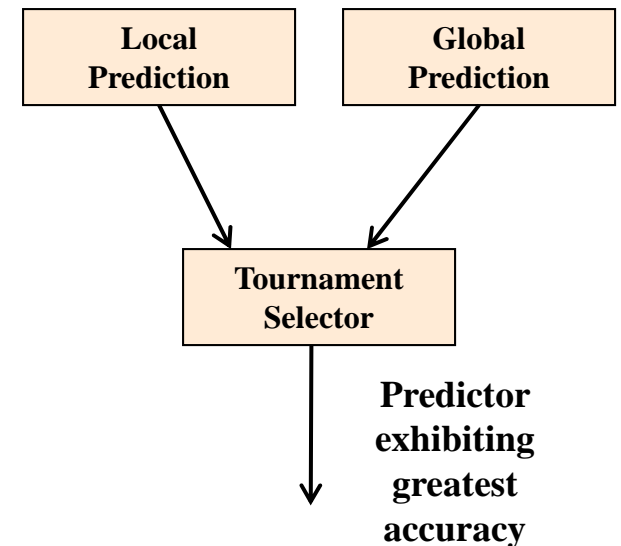 Local
Prediction
Global
Prediction
Tournament
Selector
Predictor
exhibiting
greatest
accuracy